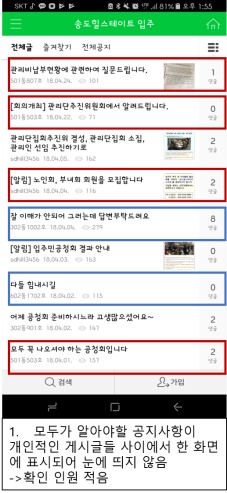 SKT 81% 오후 1:55
송도힐스테이트 입주
전체글 즐겨찾기 전체공지
관리비납부현황에 관련하여 질문드립니다.
501동807호 18.04.24. 101
1
댓글
[회의개최] 관리단추진위원회에서 알려드립니다.
501동503호 18.04.22. 71
0
댓글
관리단집회추진위 결성, 관리단집회 소집,
관리인 선임 추진하기로
sdhill3456 18.04.05. 162
2
댓글
[알림] 노인회, 부녀회 회원을 모집합니다
sdhill3456 18.04.04. 116
2
댓글
잘 이해가 안되어 그러는데 답변부탁드려요
302동1002호 18.04.04. 279
8
댓글
[알림] 입주민공청회 결과 안내
sdhill3456 18.04.03. 163
0
댓글
다들 힘내시길
602동1702호 18.04.02. 115
0
댓글
어제 공청회 준비하시느라 고생많으셨어요~
302동901호 18.04.02. 147
2
댓글
모두 꼭 나오셔야 하는 공청회입니다
501동503호 18.04.01. 157
2
댓글
검색 가입
1. 모두가 알아야할 공지사항이
개인적인 게시글들 사이에서 한 화면
에 표시되어 눈에 띄지 않음
->확인 인원 적음